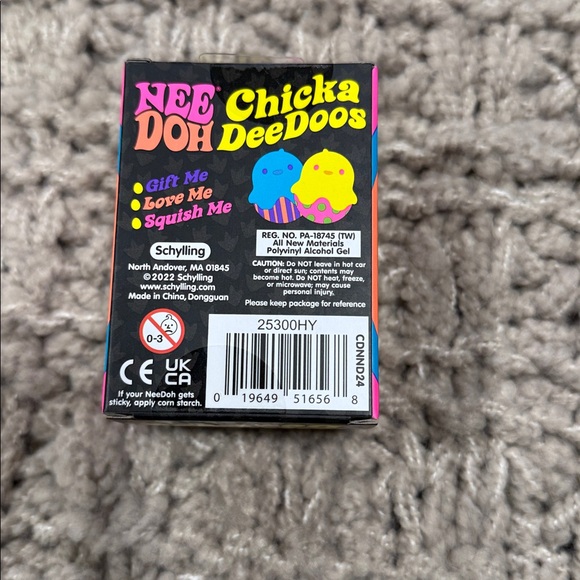 NEE DOH
Chicka DeeDoos
Gift Me
Love Me
Squish Me
Schylling
North Andover, MA 01845
©2022 Schylling
www.schylling.com
Made in China, Dongguan
REG. NO. PA-18745 (TW)
All New Materials
Polyvinyl Alcohol Gel
CAUTION: Do NOT leave in hot car
or direct sun; contents may
become hot. Do NOT heat, freeze,
or microwave; may cause
personal injury.
Please keep package for reference
0-3
CE UK
CA
If your NeeDoh gets
sticky, apply corn starch.
25300HY
0 19649 51656 8
CDNND24